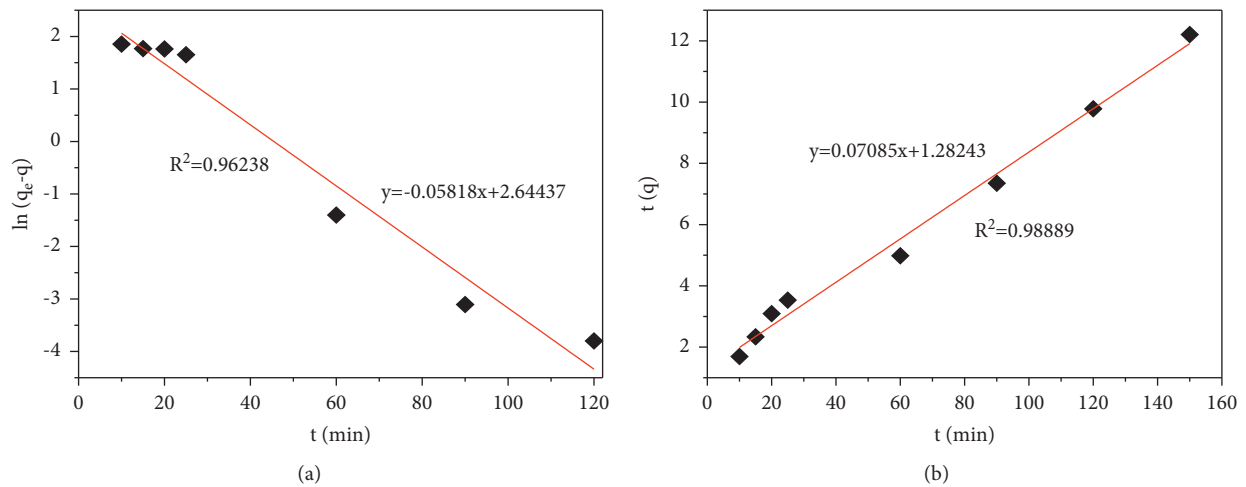 2
1
0
-1
-2
-3
-4
ln (qe-q)
R2=0.96238
y=-0.05818x+2.64437
0 20 40 60 80 100 120
t (min)
(a)
12
10
8
6
4
2
t (q)
y=0.07085x+1.28243
R2=0.98889
0 20 40 60 80 100 120 140 160
t (min)
(b)